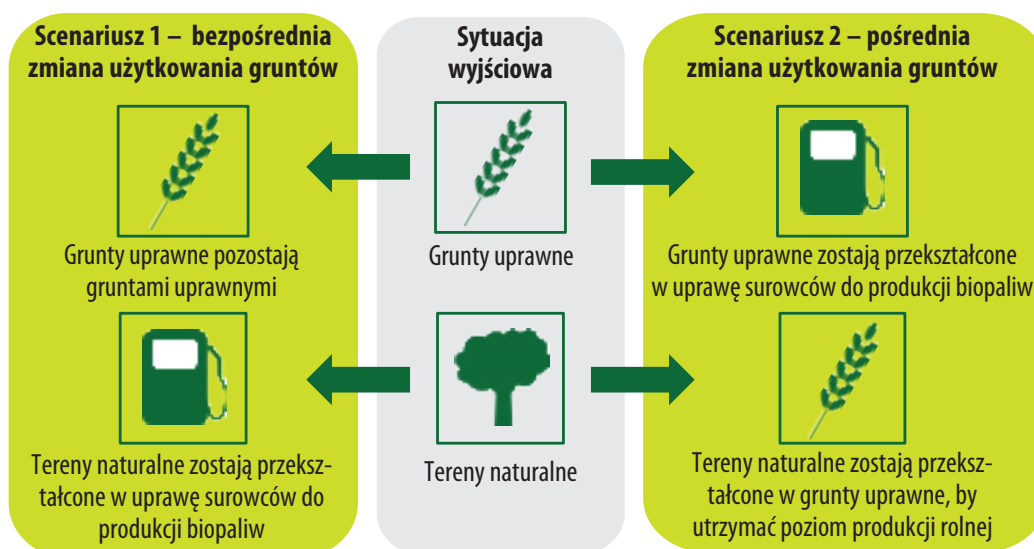 Scenariusz 1 – bezpośrednia
zmiana użytkowania gruntów
Grunty uprawne pozostają
gruntami uprawnymi
Tereny naturalne zostają przeksz-
tałcone w uprawę surowców do
produkcji biopaliw
Sytuacja
wyjściowa
Grunty uprawne
Tereny naturalne
Scenariusz 2 – pośrednia
zmiana użytkowania gruntów
Grunty uprawne zostają przekształcone
w uprawę surowców do produkcji biopaliw
Tereny naturalne zostają przeksz-
tałcone w grunty uprawne, by
utrzymać poziom produkcji rolnej